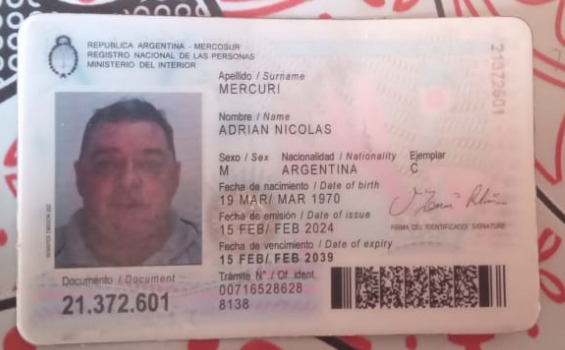 REPUBLICA ARGENTINA - MERCOSUR
REGISTRO NACIONAL DE LAS PERSONAS
MINISTERIO DEL INTERIOR
Apellido / Surname
MERCURI
Nombre / Name
ADRIAN NICOLAS
Sexo / Sex Nacionalidad / Nationality Ejemplar
M ARGENTINA C
Fecha de nacimiento / Date of birth
19 MAR/ MAR 1970
Fecha de emisión / Date of issue
15 FEB/ FEB 2024
FIRMA DEL IDENTIFICADO/ SIGNATURE
Fecha de vencimiento / Date of expiry
15 FEB/ FEB 2039
Documento / Document
21.372.601
Trámite N° / Of. ident.
00716528628
8138
21372601